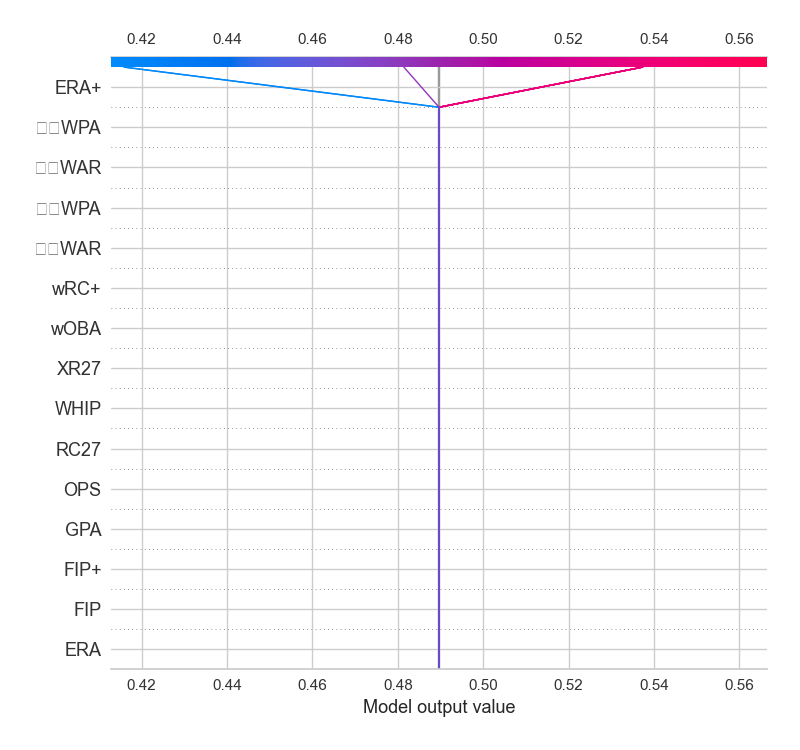 0.42 0.44 0.46 0.48 0.50 0.52 0.54 0.56
ERA+
WPA
WAR
WPA
WAR
wRC+
wOBA
XR27
WHIP
RC27
OPS
GPA
FIP+
FIP
ERA
0.42 0.44 0.46 0.48 0.50 0.52 0.54 0.56
Model output value